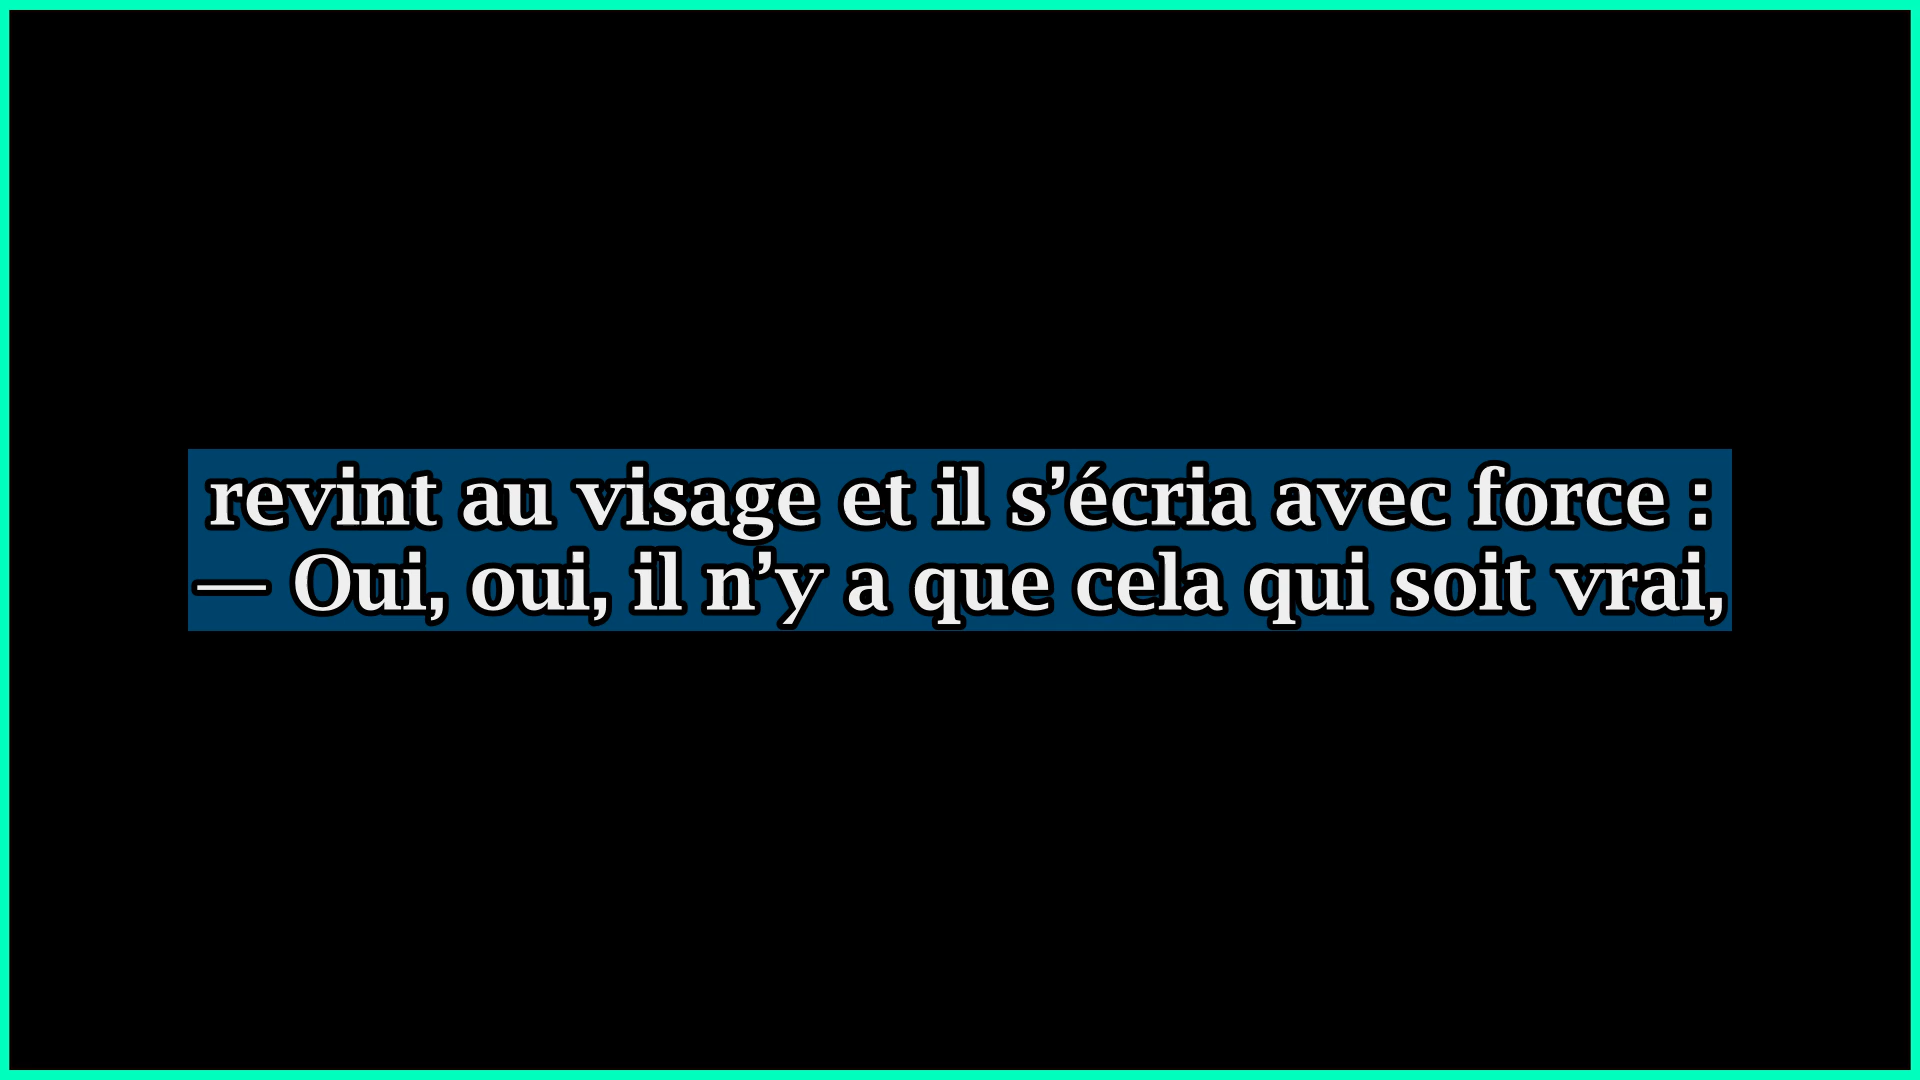 revint au visage et il s’écria avec force :
— Oui, oui, il n’y a que cela qui soit vrai,